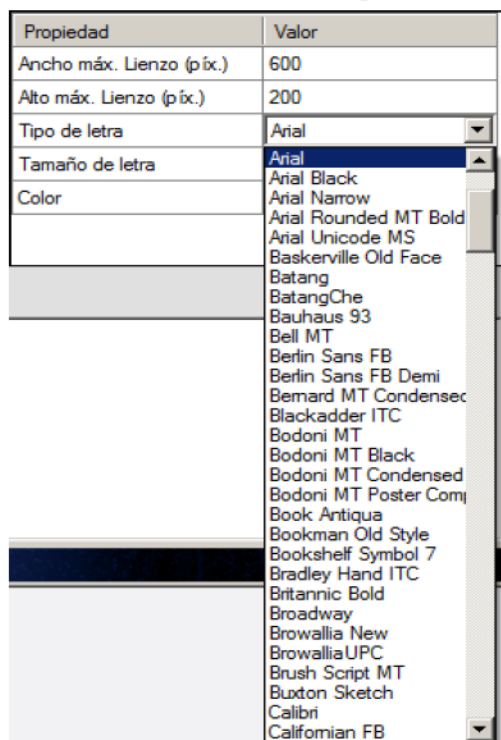 Propiedad Valor
Ancho máx. Lienzo (píx.) 600
Alto máx. Lienzo (píx.) 200
Tipo de letra Arial
Tamaño de letra
Color
Arial
Arial Black
Arial Narrow
Arial Rounded MT Bold
Arial Unicode MS
Baskerville Old Face
Batang
BatangChe
Bauhaus 93
Bell MT
Berlin Sans FB
Berlin Sans FB Demi
Bernard MT Condensed
Blackadder ITC
Bodoni MT
Bodoni MT Black
Bodoni MT Condensed
Bodoni MT Poster Comp
Book Antiqua
Bookman Old Style
Bookshelf Symbol 7
Bradley Hand ITC
Britannic Bold
Broadway
Browallia New
BrowalliaUPC
Brush Script MT
Buxton Sketch
Calibri
Californian FB